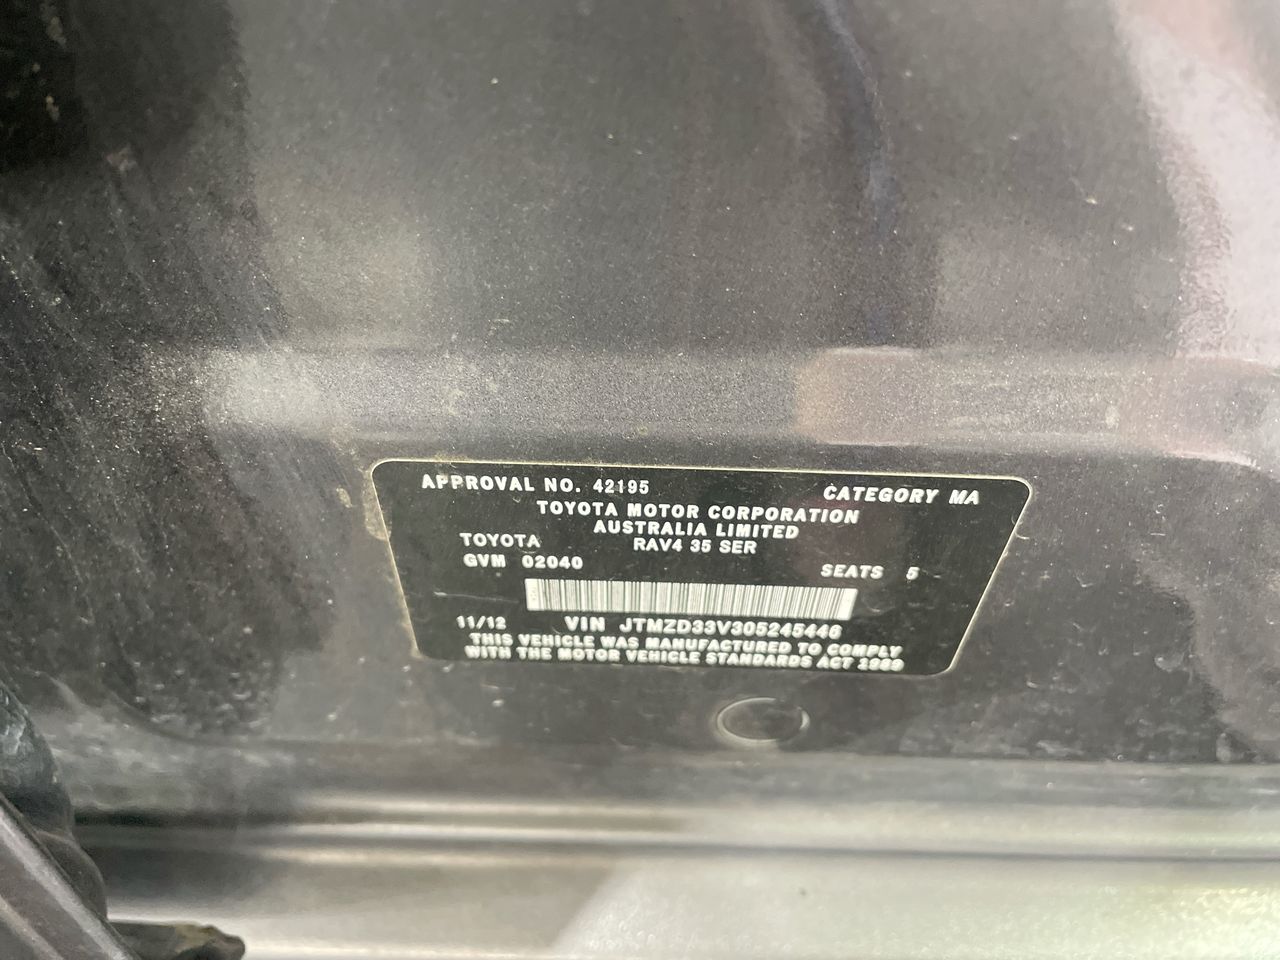 APPROVAL NO. 42195 CATEGORY MA
TOYOTA MOTOR CORPORATION
AUSTRALIA LIMITED
TOYOTA RAV4 35 SER
GVM 02040 SEATS 5
11/12 VIN JTMZD33V305245446
THIS VEHICLE WAS MANUFACTURED TO COMPLY
WITH THE MOTOR VEHICLE STANDARDS ACT 1989